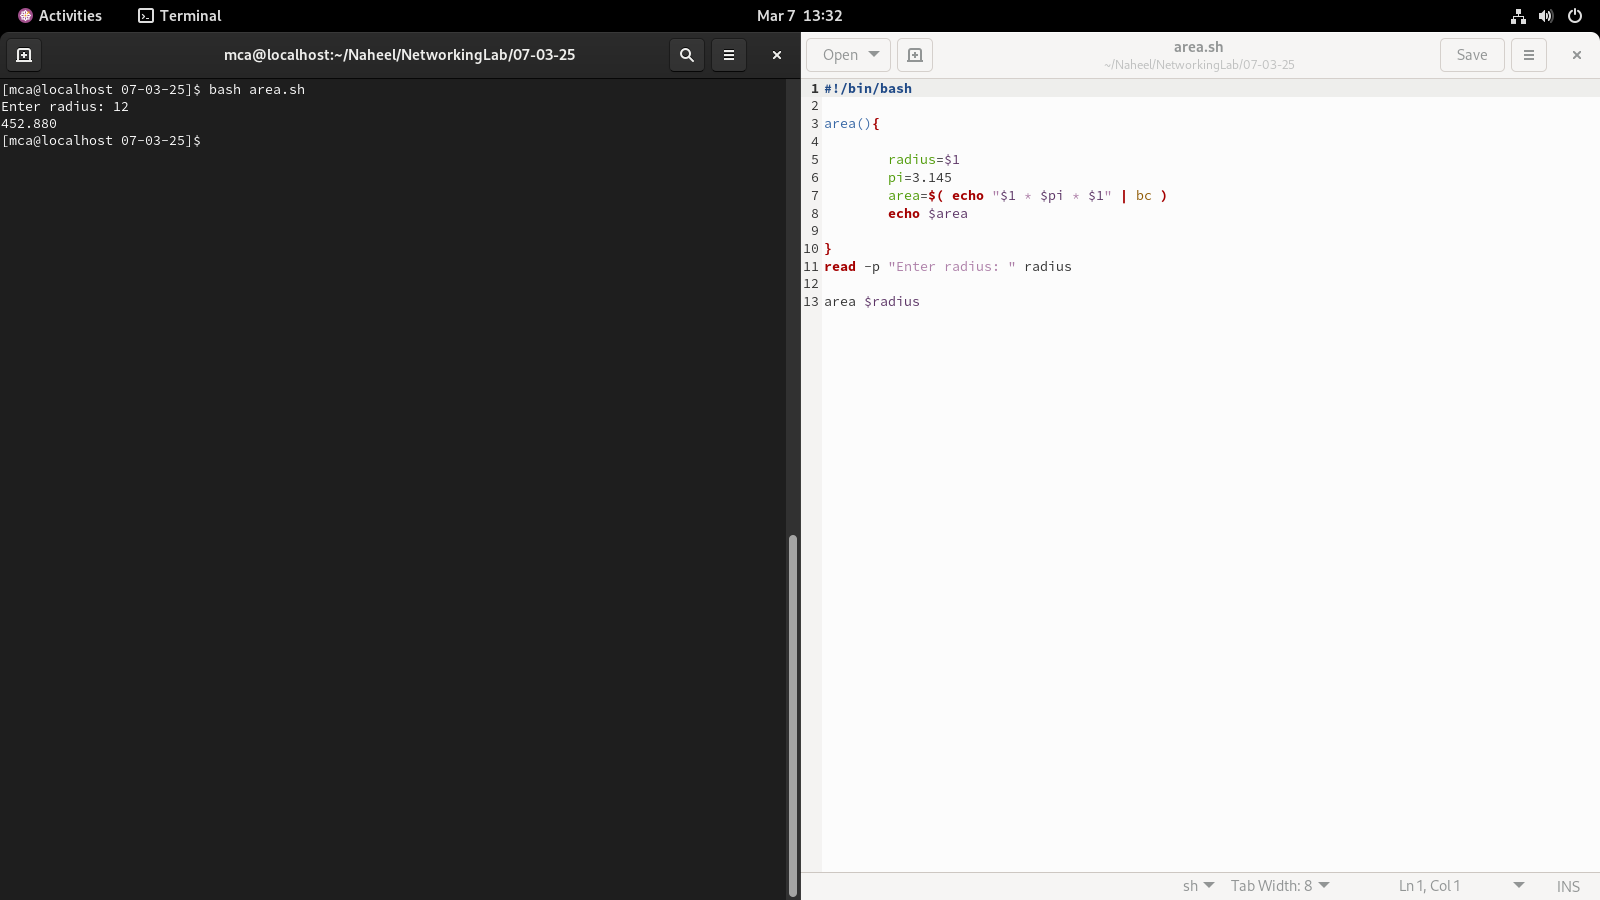 Activities Terminal Mar 7 13:32
mca@localhost:~/Naheel/NetworkingLab/07-03-25
[mca@localhost 07-03-25]$ bash area.sh
Enter radius: 12
452.880
[mca@localhost 07-03-25]$
Open area.sh Save
~/Naheel/NetworkingLab/07-03-25
1 #!/bin/bash
2
3 area(){
4
5         radius=$1
6         pi=3.145
7         area=$( echo "$1 * $pi * $1" | bc )
8         echo $area
9
10 }
11 read -p "Enter radius: " radius
12
13 area $radius
sh Tab Width: 8 Ln 1, Col 1 INS